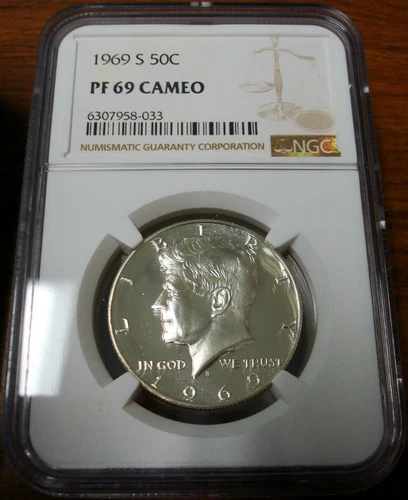 1969 S 50C
PF 69 CAMEO
6307958-033
NUMISMATIC GUARANTY CORPORATION
NGC
LIBERTY
IN GOD WE TRUST
1969